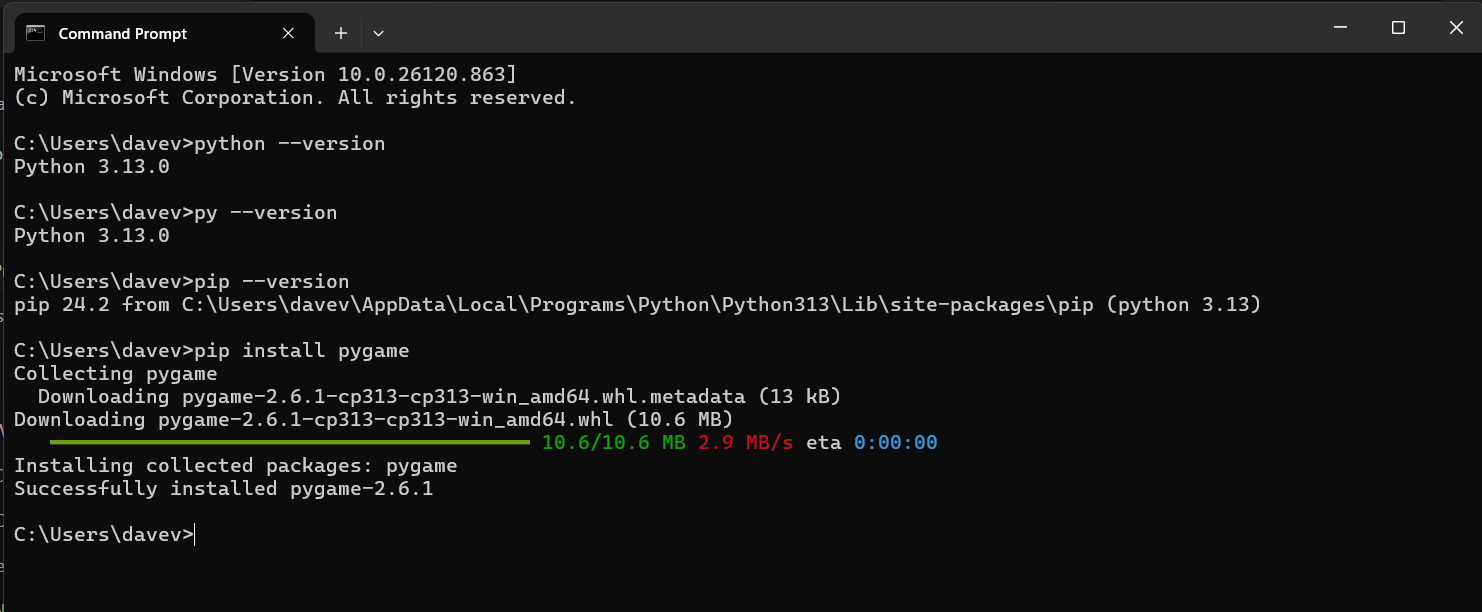 Command Prompt
Microsoft Windows [Version 10.0.26120.863]
(c) Microsoft Corporation. All rights reserved.
C:\Users\davev>python --version
Python 3.13.0
C:\Users\davev>py --version
Python 3.13.0
C:\Users\davev>pip --version
pip 24.2 from C:\Users\davev\AppData\Local\Programs\Python\Python313\Lib\site-packages\pip (python 3.13)
C:\Users\davev>pip install pygame
Collecting pygame
  Downloading pygame-2.6.1-cp313-cp313-win_amd64.whl.metadata (13 kB)
Downloading pygame-2.6.1-cp313-cp313-win_amd64.whl (10.6 MB)
10.6/10.6 MB 2.9 MB/s eta 0:00:00
Installing collected packages: pygame
Successfully installed pygame-2.6.1
C:\Users\davev>